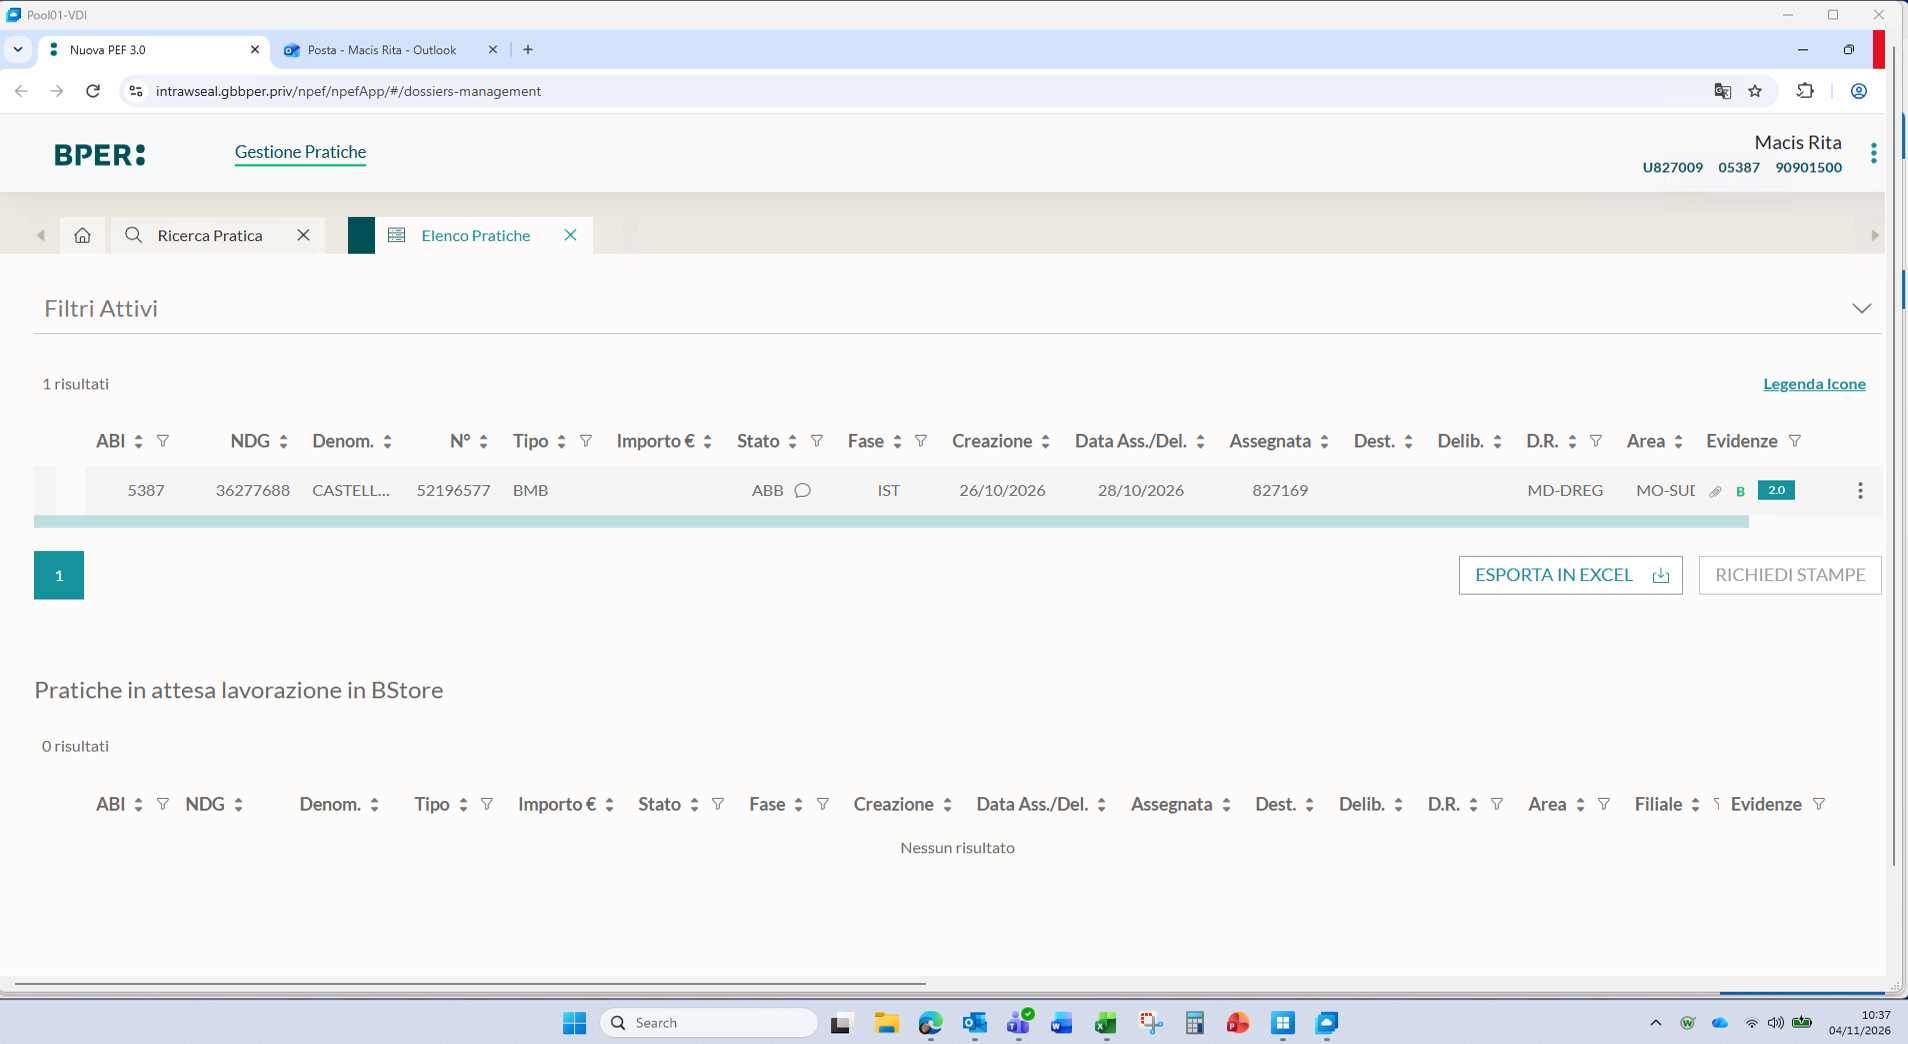 Pool01-VDI
Nuova PEF 3.0
Posta - Macis Rita - Outlook
intrawseal.gbbper.priv/npef/npefApp/#/dossiers-management
BPER:
Gestione Pratiche
Macis Rita
U827009 05387 90901500
Ricerca Pratica
Elenco Pratiche
Filtri Attivi
1 risultati
Legenda Icone
ABI NDG Denom. N° Tipo Importo € Stato Fase Creazione Data Ass./Del. Assegnata Dest. Delib. D.R. Area Evidenze
5387 36277688 CASTELL... 52196577 BMB ABB IST 26/10/2026 28/10/2026 827169 MD-DREG MO-SUD B 2.0
1
ESPORTA IN EXCEL
RICHIEDI STAMPE
Pratiche in attesa lavorazione in BStore
0 risultati
ABI NDG Denom. Tipo Importo € Stato Fase Creazione Data Ass./Del. Assegnata Dest. Delib. D.R. Area Filiale Evidenze
Nessun risultato
Search
10:37
04/11/2026